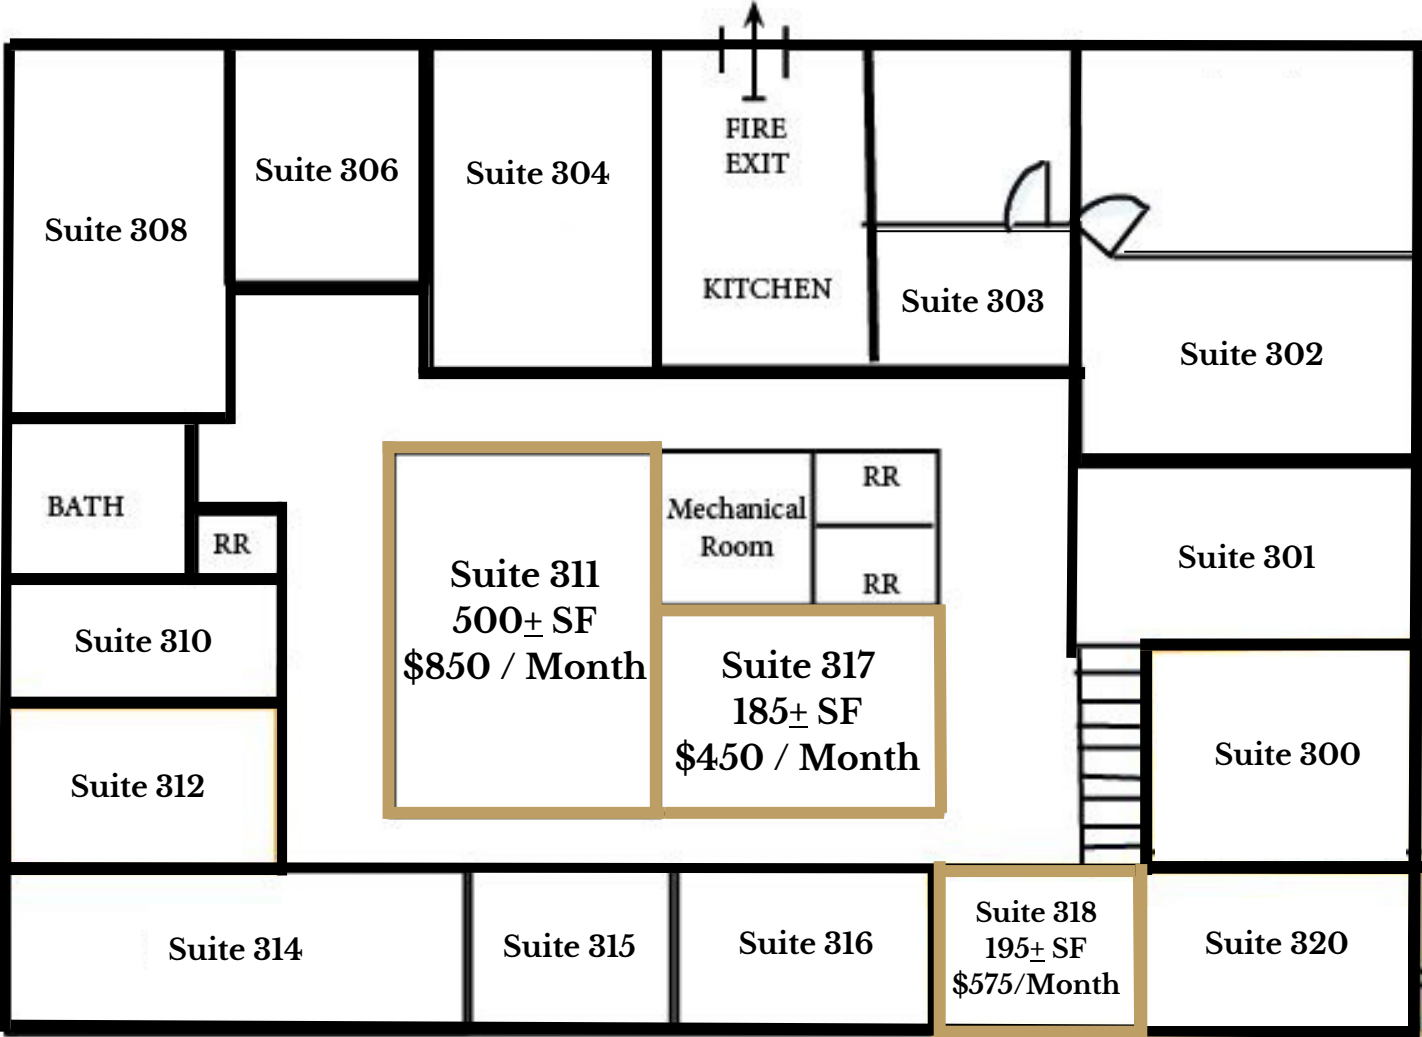 FIRE
EXIT
Suite 306
Suite 304
Suite 308
KITCHEN
Suite 303
Suite 302
BATH
RR
Mechanical
Room
RR
RR
Suite 301
Suite 311
500± SF
$850 / Month
Suite 310
Suite 317
185± SF
$450 / Month
Suite 312
Suite 300
Suite 314
Suite 315
Suite 316
Suite 318
195± SF
$575/Month
Suite 320